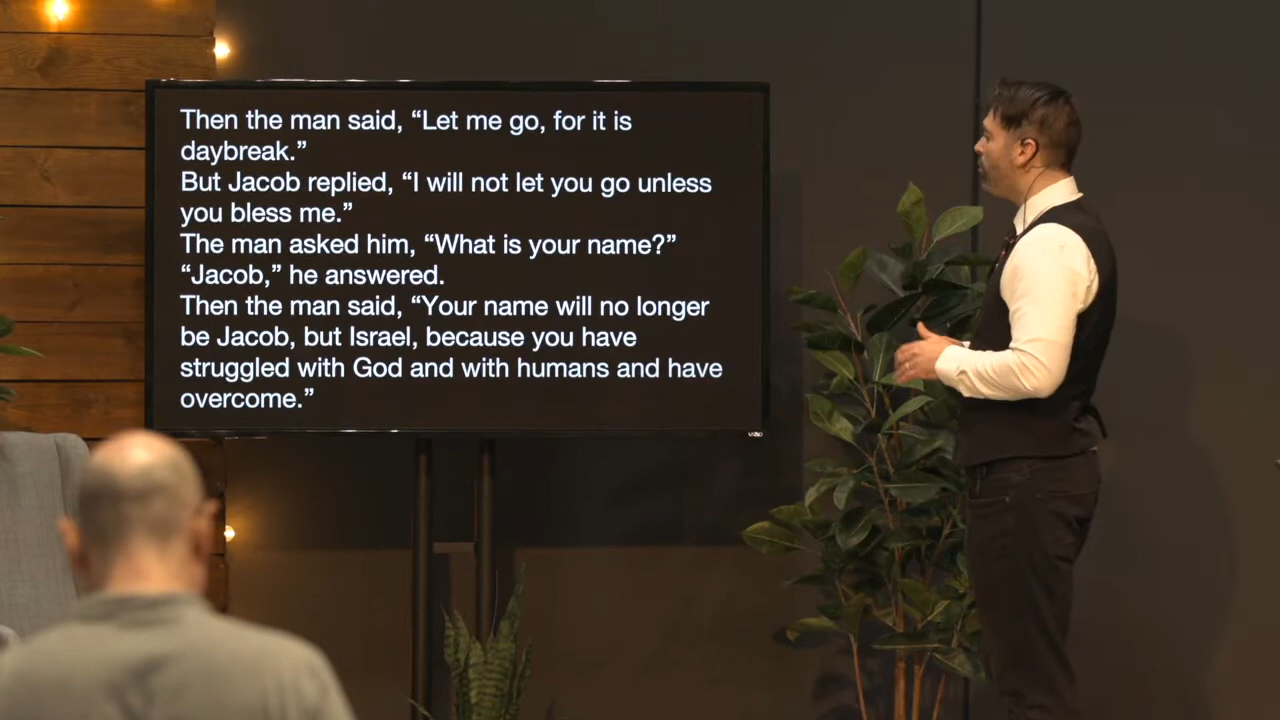 Then the man said, “Let me go, for it is
daybreak.”
But Jacob replied, “I will not let you go unless
you bless me.”
The man asked him, “What is your name?”
“Jacob,” he answered.
Then the man said, “Your name will no longer
be Jacob, but Israel, because you have
struggled with God and with humans and have
overcome.”
VIZIO